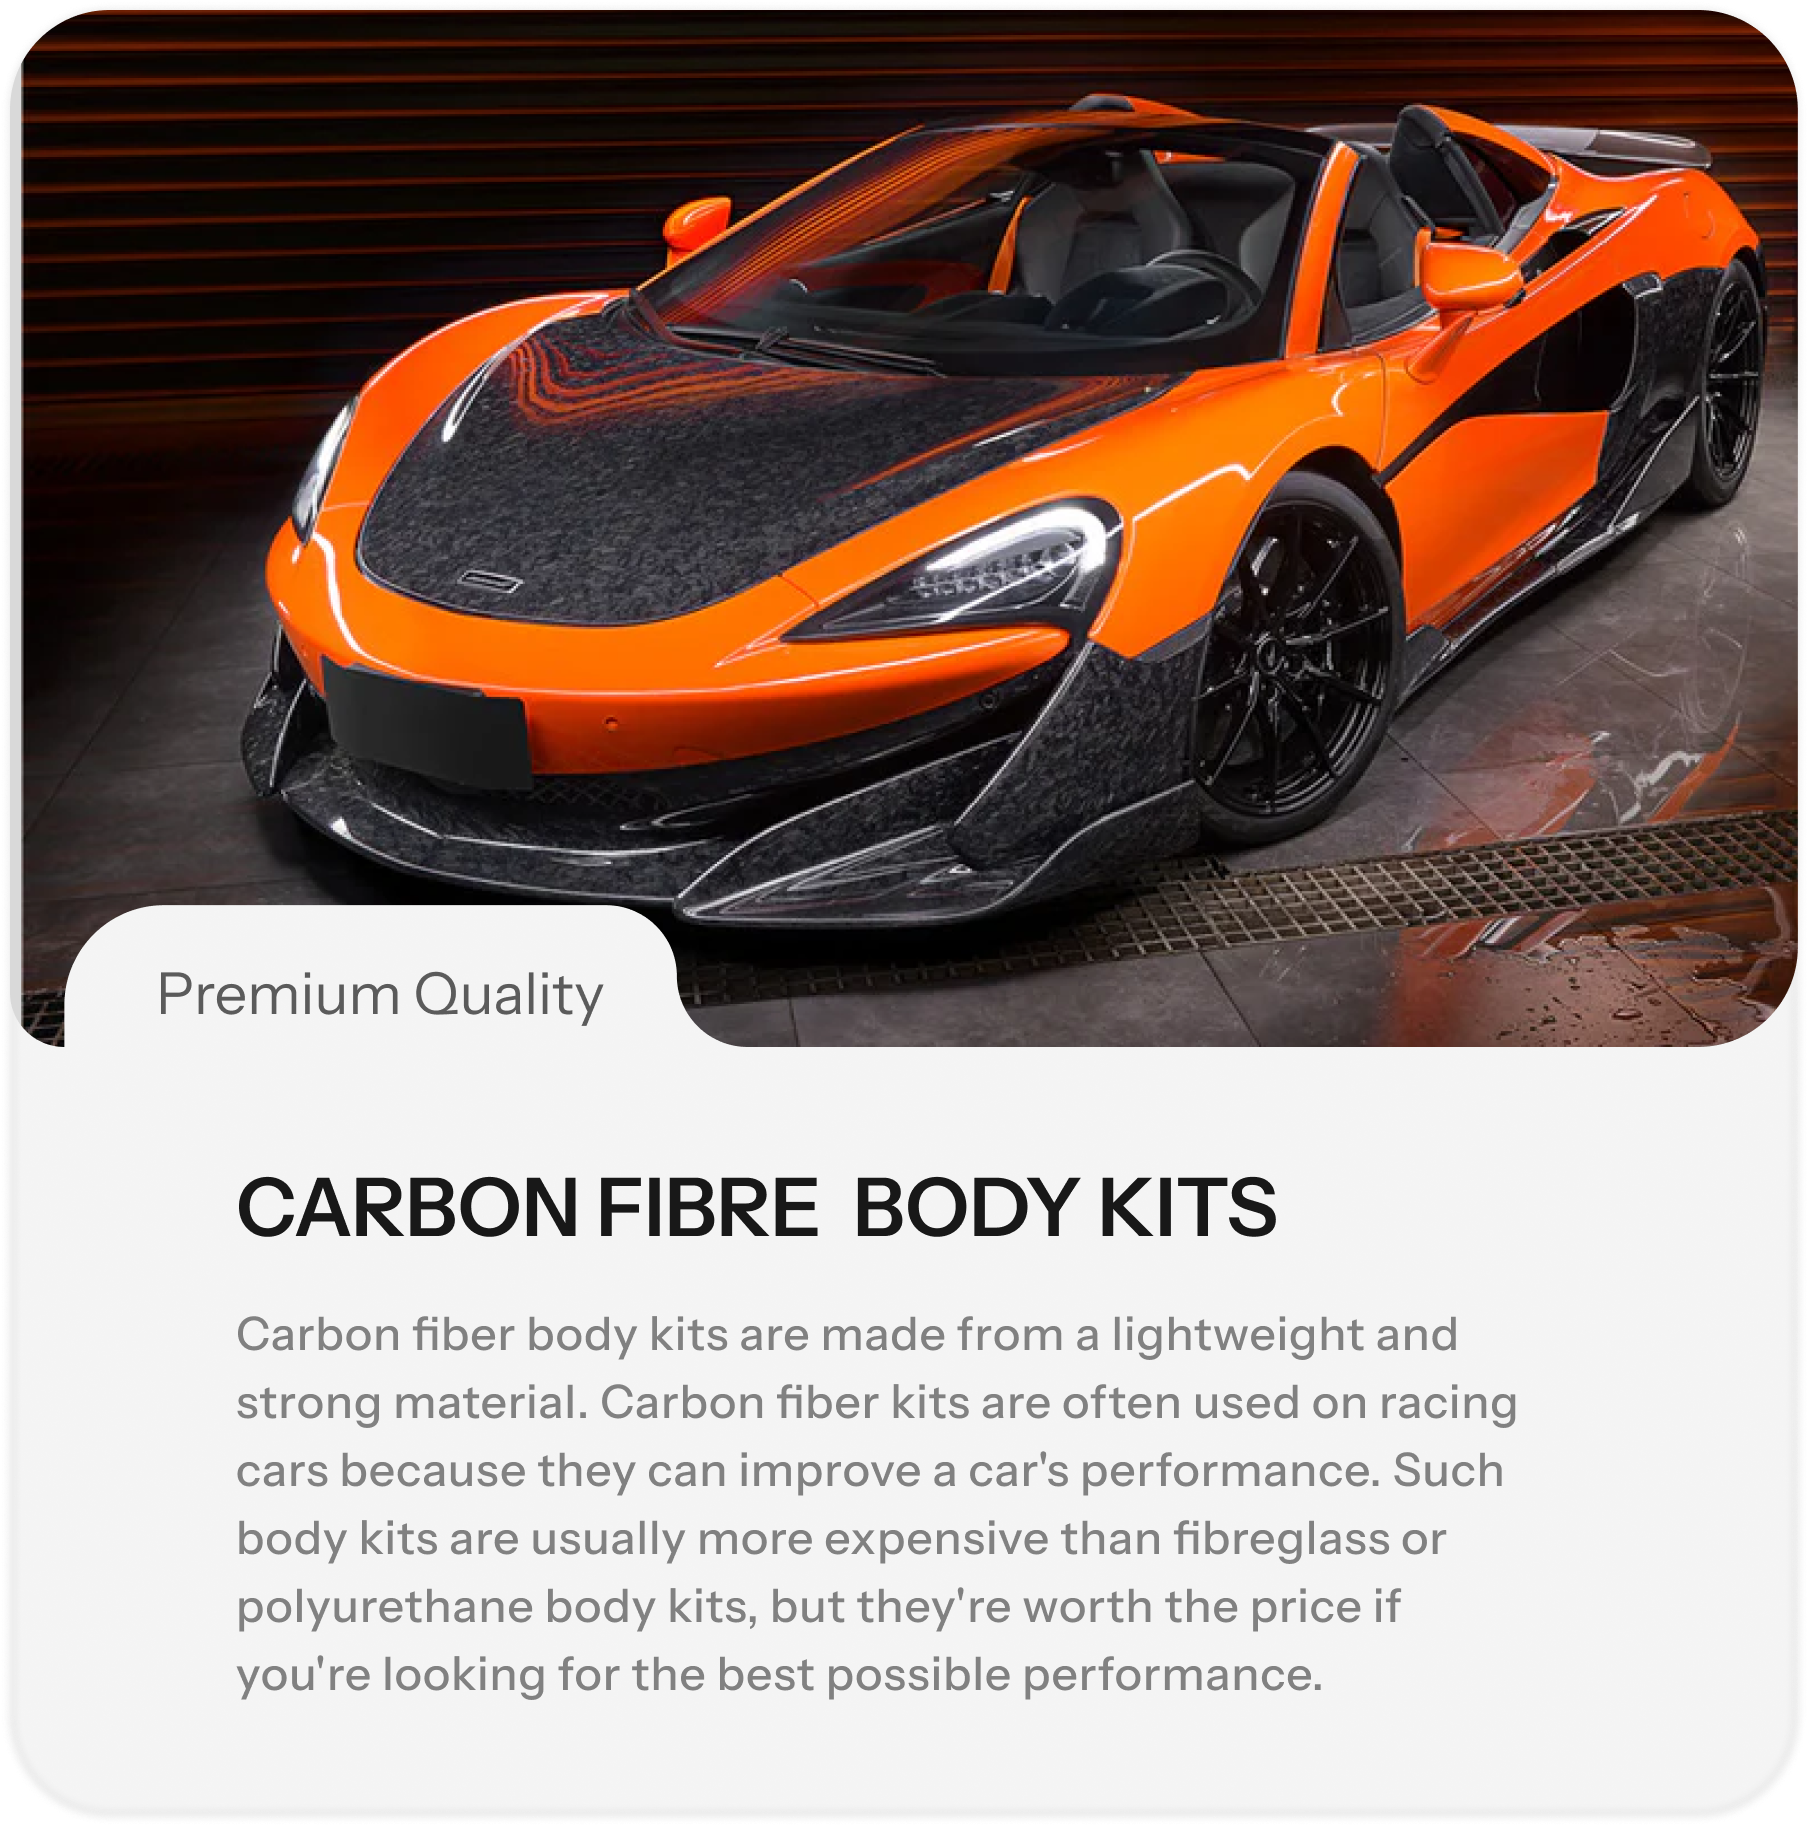 Premium Quality
CARBON FIBRE  BODY KITS
Carbon fiber body kits are made from a lightweight and
strong material. Carbon fiber kits are often used on racing
cars because they can improve a car's performance. Such
body kits are usually more expensive than fibreglass or
polyurethane body kits, but they're worth the price if
you're looking for the best possible performance.